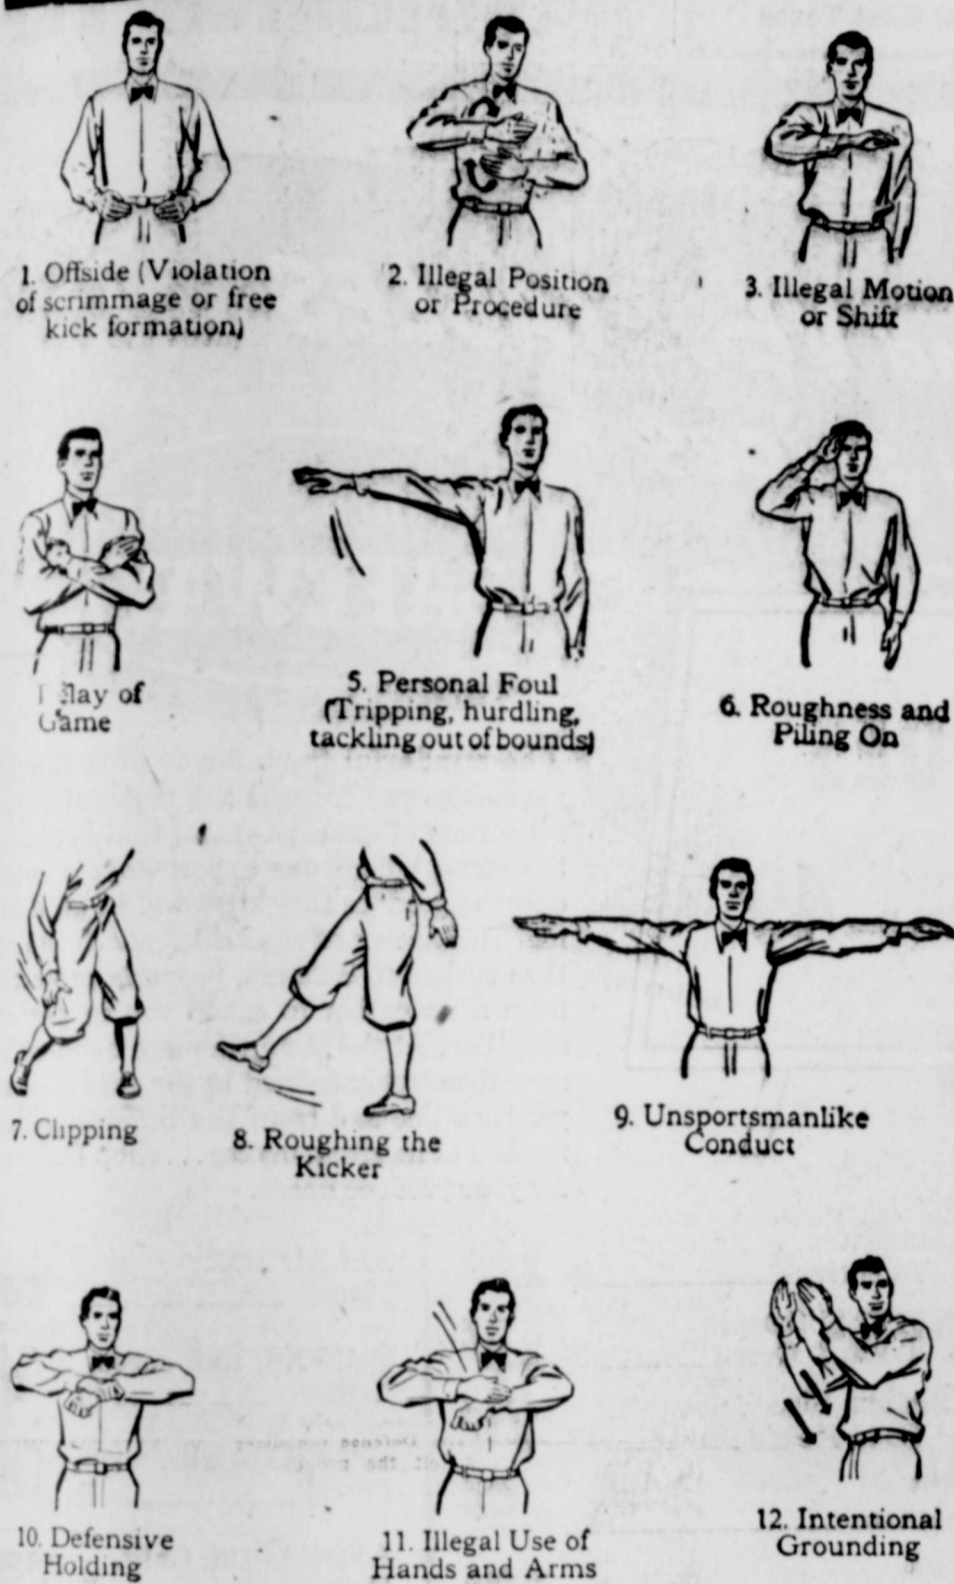 1. Offside (Violation
of scrimmage or free
kick formation)
2. Illegal Position
or Procedure
3. Illegal Motion
or Shift
lay of
Game
5. Personal Foul
(Tripping, hurdling,
tackling out of bounds)
6. Roughness and
Piling On
7. Clipping
8. Roughing the
Kicker
9. Unsportsmanlike
Conduct
10. Defensive
Holding
11. Illegal Use of
Hands and Arms
12. Intentional
Grounding